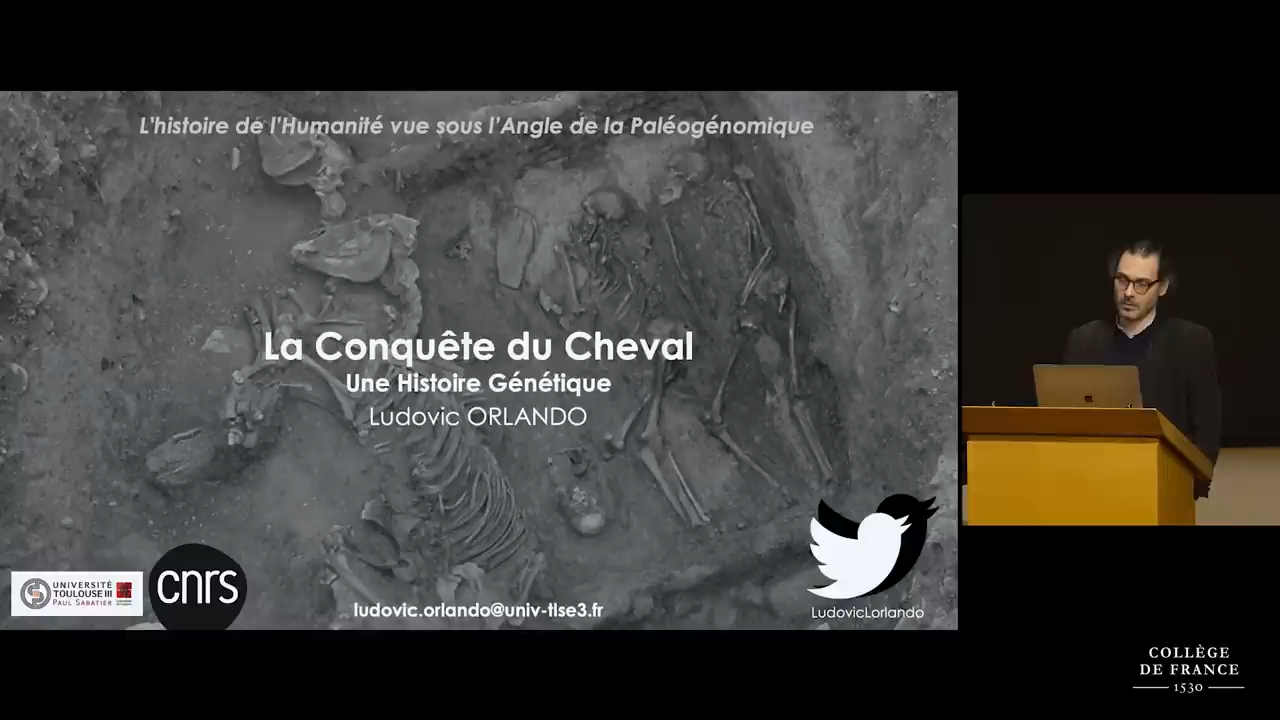 L'histoire de l'Humanité vue sous l'Angle de la Paléogénomique
La Conquête du Cheval
Une Histoire Génétique
Ludovic ORLANDO
UNIVERSITÉ
TOULOUSE III
PAUL SABATIER
cnrs
ludovic.orlando@univ-tlse3.fr
LudovicLorlando
COLLÈGE
DE FRANCE
1530